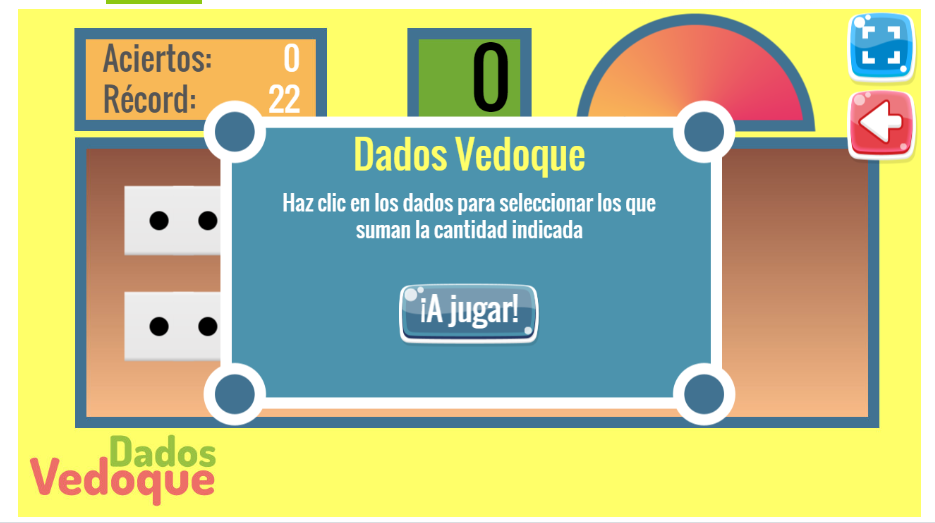 Aciertos: 0
Récord: 22
0
Dados Vedoque
Haz clic en los dados para seleccionar los que
suman la cantidad indicada
¡A jugar!
Dados
Vedoque